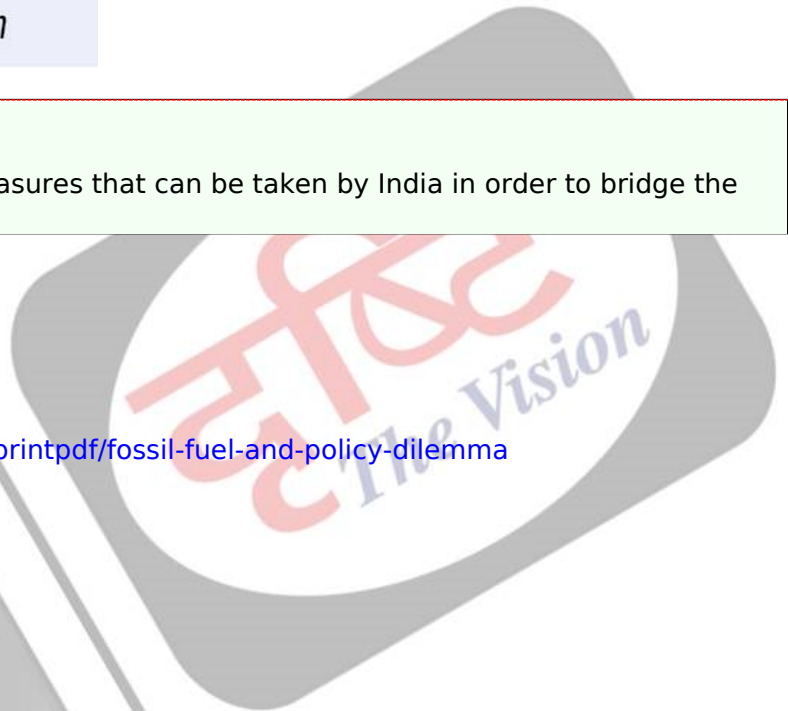 n
asures that can be taken by India in order to bridge the
दृष्टि
The Vision
printpdf/fossil-fuel-and-policy-dilemma